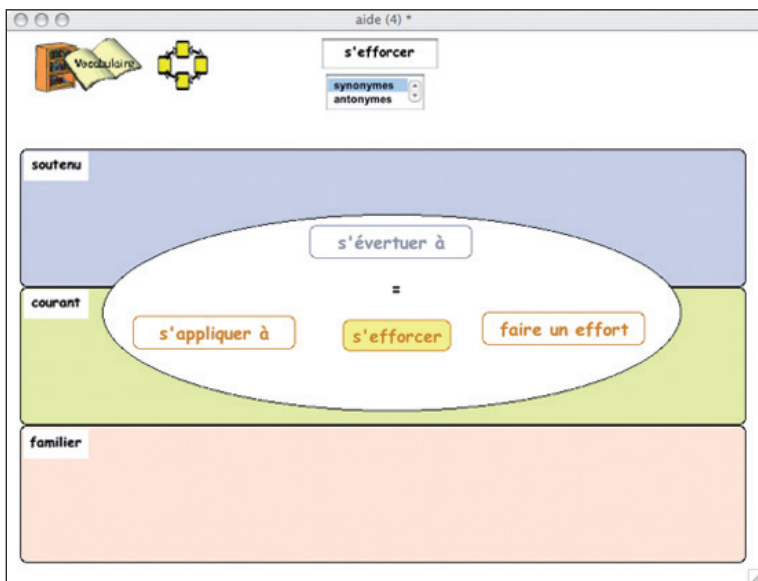 aide (4) *
Vocabulaire
s'efforcer
synonymes
antonymes
soutenu
s'évertuer à
=
courant
s'appliquer à
s'efforcer
faire un effort
familier